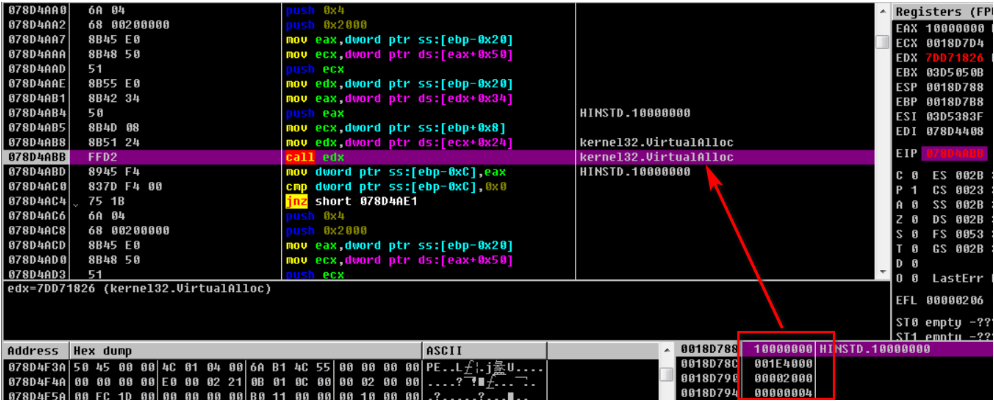 078D4AA0 6A 04 push 0x4 Registers (FP
078D4AA2 68 00200000 push 0x2000 EAX 10000000
078D4AA7 8B45 E0 mov eax,dword ptr ss:[ebp-0x20] ECX 0018D7D4
078D4AAA 8B48 50 mov ecx,dword ptr ds:[eax+0x50] EDX 7DD71826
078D4AAD 51 push ecx EBX 03D5050B
078D4AAE 8B55 E0 mov edx,dword ptr ss:[ebp-0x20] ESP 0018D788
078D4AB1 8B42 34 mov eax,dword ptr ds:[edx+0x34] EBP 0018D7B8
078D4AB4 50 push eax HINSTD.10000000 ESI 03D5383F
078D4AB5 8B4D 08 mov ecx,dword ptr ss:[ebp+0x8] EDI 078D4408
078D4AB8 8B51 24 mov edx,dword ptr ds:[ecx+0x24] kernel32.VirtualAlloc
078D4ABB FFD2 call edx kernel32.VirtualAlloc EIP 078D4ABB
078D4ABD 8945 F4 mov dword ptr ss:[ebp-0xC],eax HINSTD.10000000 C 0 ES 002B
078D4AC0 837D F4 00 cmp dword ptr ss:[ebp-0xC],0x0 P 1 CS 0023
078D4AC4 75 1B jnz short 078D4AE1 A 0 SS 002B
078D4AC6 6A 04 push 0x4 Z 0 DS 002B
078D4AC8 68 00200000 push 0x2000 S 0 FS 0053
078D4ACD 8B45 E0 mov eax,dword ptr ss:[ebp-0x20] T 0 GS 002B
078D4AD0 8B48 50 mov ecx,dword ptr ds:[eax+0x50] D 0
078D4AD3 51 push ecx O 0 LastErr
edx=7DD71826 (kernel32.VirtualAlloc)
EFL 00000206
ST0 empty -??
ST1 empty -??
Address Hex dump ASCII 0018D788 10000000 HINSTD.10000000
078D4F3A 50 45 00 00 4C 01 04 00 6A B1 4C 55 00 00 00 00 PE..L 0018D78C 001E4000
078D4F4A 00 00 00 00 E0 00 02 21 0B 01 0C 00 00 02 00 00 0018D790 00002000
078D4F5A 00 FC 1D 00 00 00 00 00 B0 11 00 00 00 10 00 00 0018D794 00000004